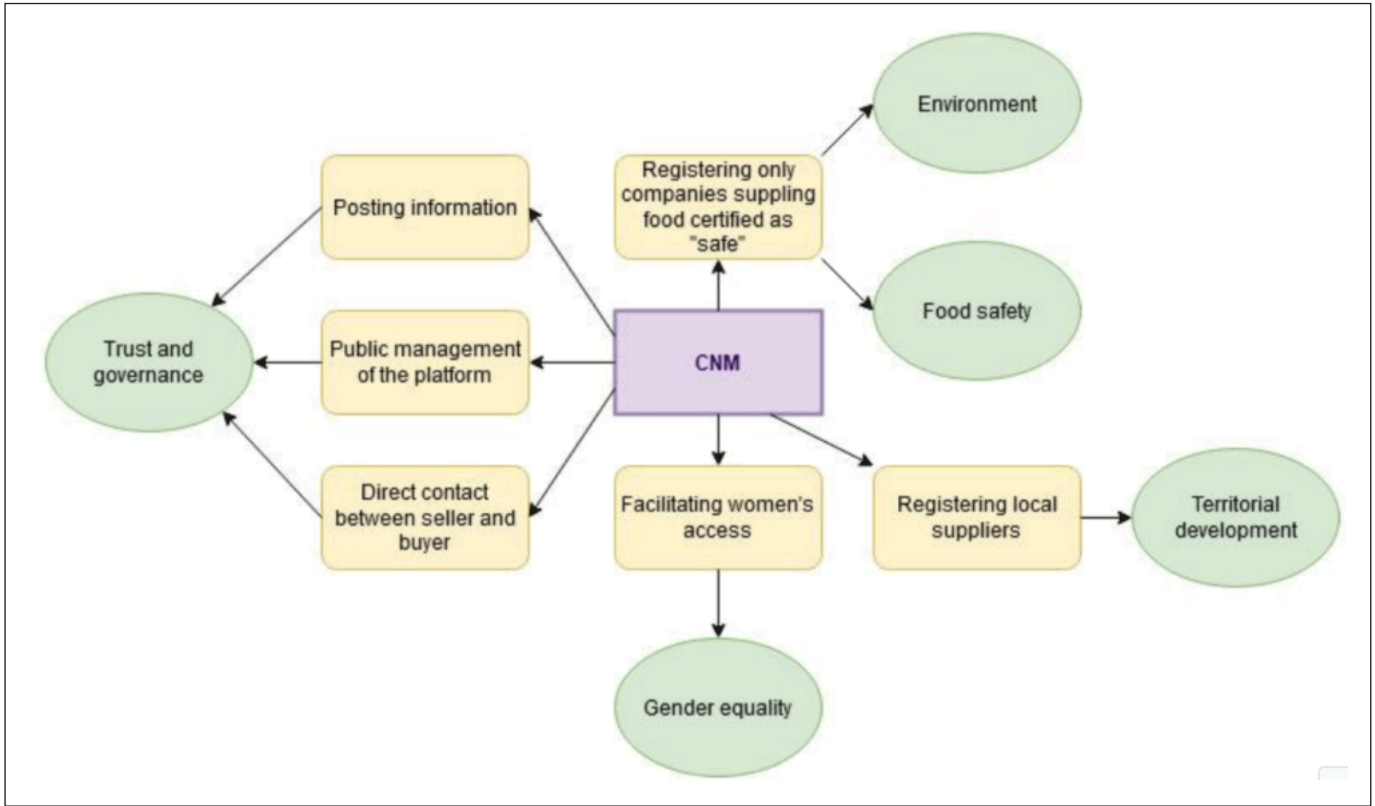 Environment
Registering only
companies suppling
food certified as
"safe"
Posting information
Food safety
Trust and
governance
Public management
of the platform
CNM
Direct contact
between seller and
buyer
Facilitating women's
access
Registering local
suppliers
Territorial
development
Gender equality